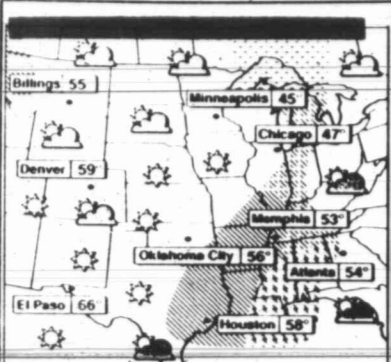 Billings 55
Minneapolis 45°
Chicago 47°
Denver 59°
Memphis 53°
Oklahoma City 56°
Atlanta 54°
El Paso 66°
Houston 58°